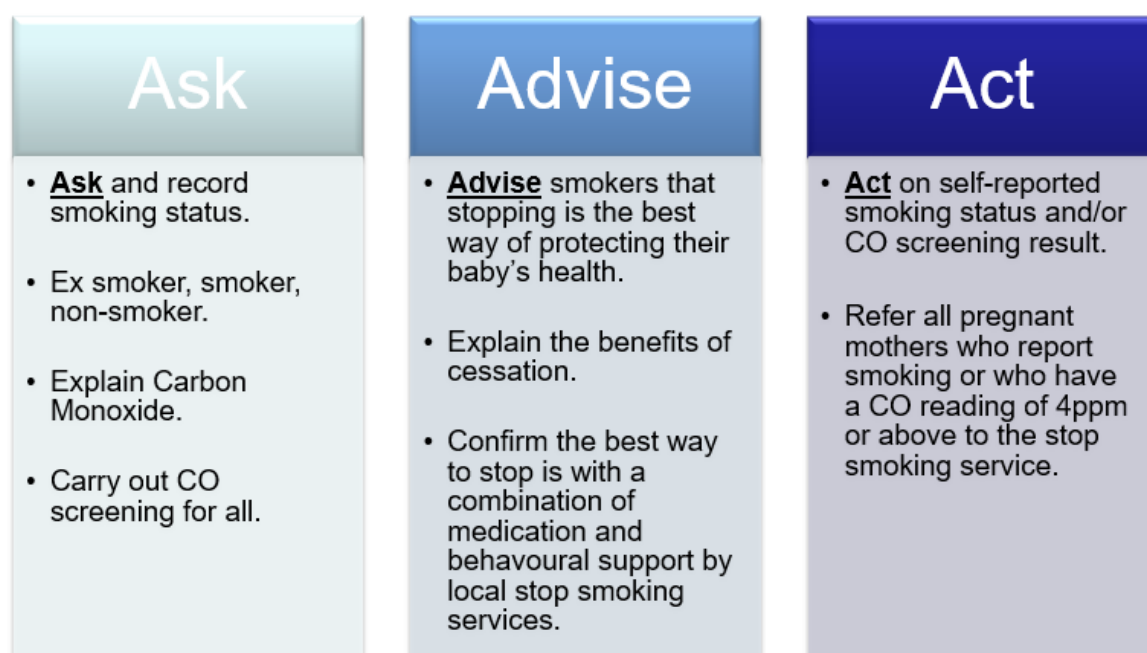 Ask
• Ask and record
smoking status.
• Ex smoker, smoker,
non-smoker.
• Explain Carbon
Monoxide.
• Carry out CO
screening for all.
Advise
• Advise smokers that
stopping is the best
way of protecting their
baby's health.
• Explain the benefits of
cessation.
• Confirm the best way
to stop is with a
combination of
medication and
behavoural support by
local stop smoking
services.
Act
• Act on self-reported
smoking status and/or
CO screening result.
• Refer all pregnant
mothers who report
smoking or who have
a CO reading of 4ppm
or above to the stop
smoking service.